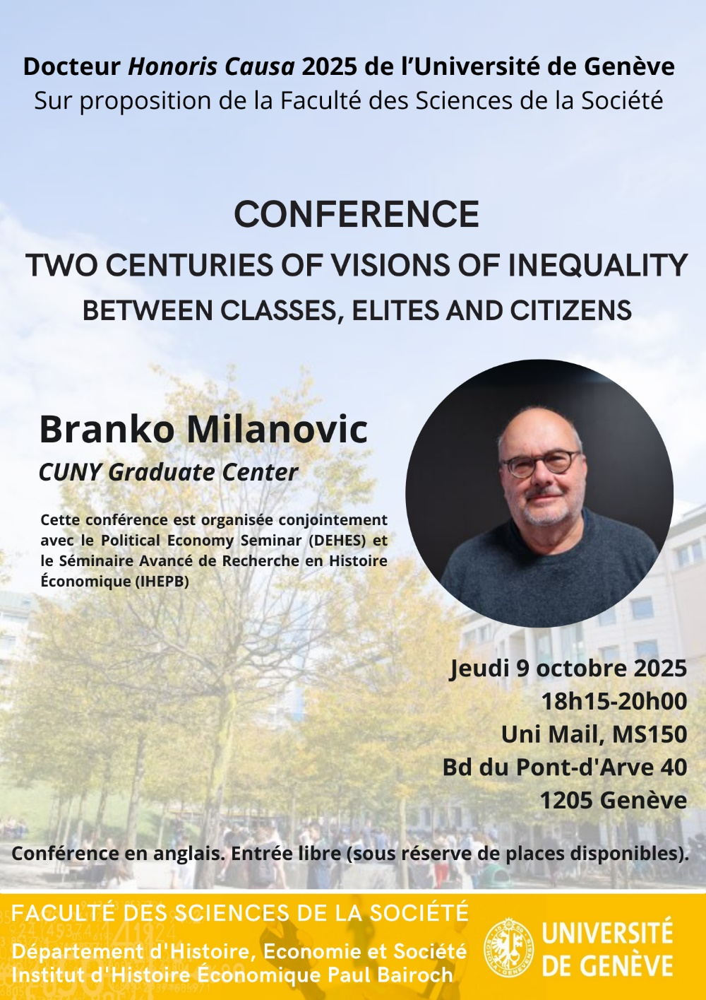 Docteur Honoris Causa 2025 de l’Université de Genève
Sur proposition de la Faculté des Sciences de la Société
CONFERENCE
TWO CENTURIES OF VISIONS OF INEQUALITY
BETWEEN CLASSES, ELITES AND CITIZENS
Branko Milanovic
CUNY Graduate Center
Cette conférence est organisée conjointement
avec le Political Economy Seminar (DEHES) et
le Séminaire Avancé de Recherche en Histoire
Économique (IHEPB)
Jeudi 9 octobre 2025
18h15-20h00
Uni Mail, MS150
Bd du Pont-d'Arve 40
1205 Genève
Conférence en anglais. Entrée libre (sous réserve de places disponibles).
FACULTÉ DES SCIENCES DE LA SOCIÉTÉ
Département d'Histoire, Economie et Société
Institut d'Histoire Économique Paul Bairoch
UNIVERSITÉ
DE GENÈVE